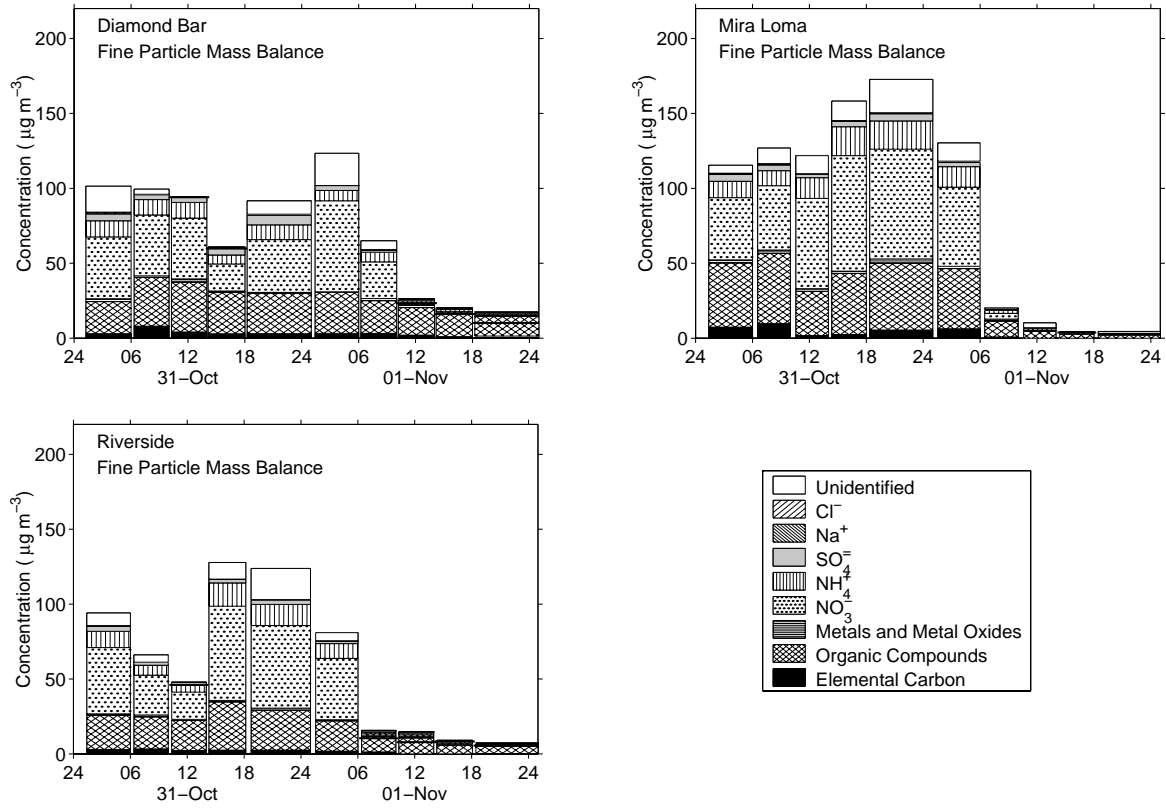 Diamond Bar
Fine Particle Mass Balance
Concentration ( μg m⁻³)
200
150
100
50
0
24 06 12 18 24 06 12 18 24
31−Oct 01−Nov
Mira Loma
Fine Particle Mass Balance
Concentration ( μg m⁻³)
200
150
100
50
0
24 06 12 18 24 06 12 18 24
31−Oct 01−Nov
Riverside
Fine Particle Mass Balance
Concentration ( μg m⁻³)
200
150
100
50
0
24 06 12 18 24 06 12 18 24
31−Oct 01−Nov
Unidentified
Cl⁻
Na⁺
SO₄⁼
NH₄⁺
NO₃⁻
Metals and Metal Oxides
Organic Compounds
Elemental Carbon